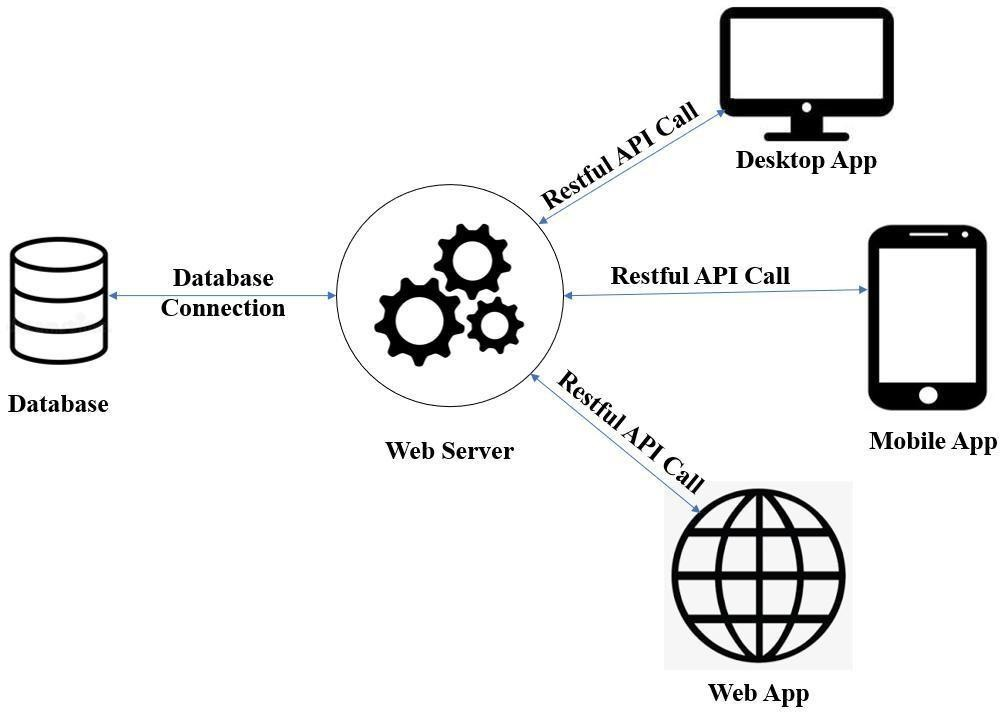 Restful API Call
Desktop App
Database
Connection
Restful API Call
Database
Web Server
Restful API Call
Mobile App
Web App